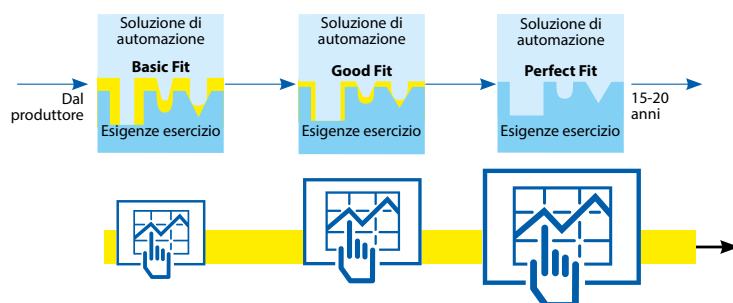 Soluzione di
automazione
Basic Fit
Esigenze esercizio
Soluzione di
automazione
Good Fit
Esigenze esercizio
Soluzione di
automazione
Perfect Fit
Esigenze esercizio
Dal
produttore
15-20
anni